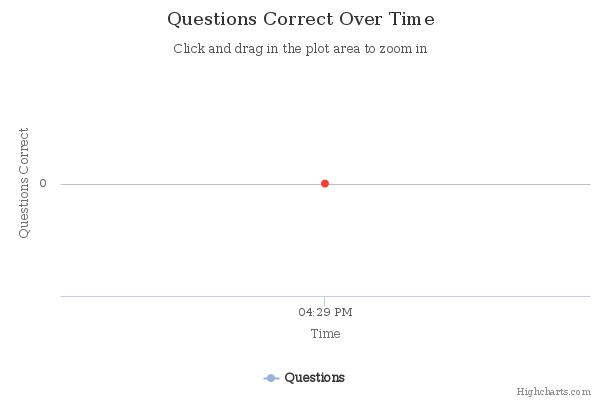 Questions Correct Over Time
Click and drag in the plot area to zoom in
Questions Correct
0
04:29 PM
Time
Questions
Highcharts.com